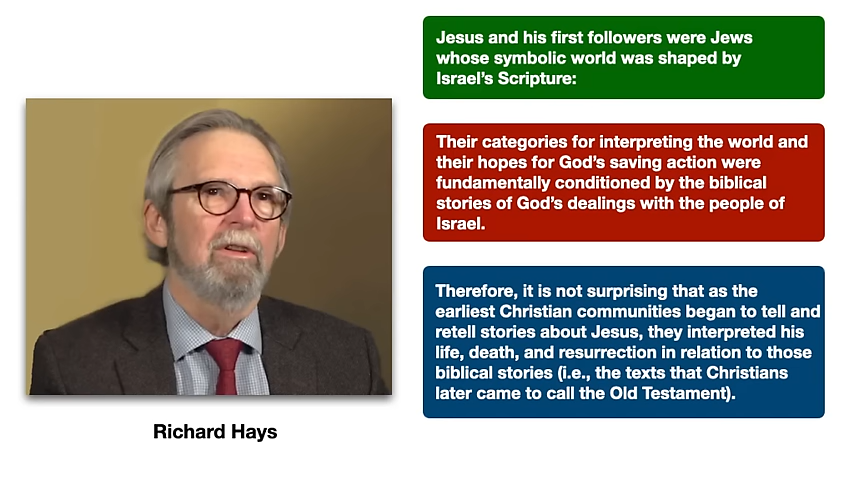 Jesus and his first followers were Jews
whose symbolic world was shaped by
Israel's Scripture:
Their categories for interpreting the world and
their hopes for God's saving action were
fundamentally conditioned by the biblical
stories of God's dealings with the people of
Israel.
Therefore, it is not surprising that as the
earliest Christian communities began to tell and
retell stories about Jesus, they interpreted his
life, death, and resurrection in relation to those
biblical stories (i.e., the texts that Christians
later came to call the Old Testament).
Richard Hays